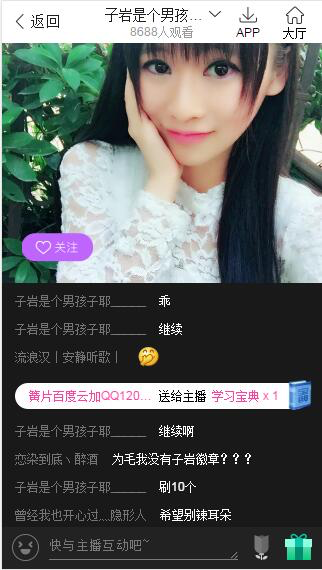 返回
子岩是个男孩...
8688人观看
APP
大厅
关注
子岩是个男孩子耶______ 乖
子岩是个男孩子耶______ 继续
流浪汉丨安静听歌丨
簧片百度云加QQ120... 送给主播 学习宝典 x 1
子岩是个男孩子耶______ 继续啊
恋染到底ヽ醉酒 为毛我没有子岩徽章？？？
子岩是个男孩子耶______ 刷10个
曾经我也开心过灬隐形人 希望别辣耳朵
快与主播互动吧~